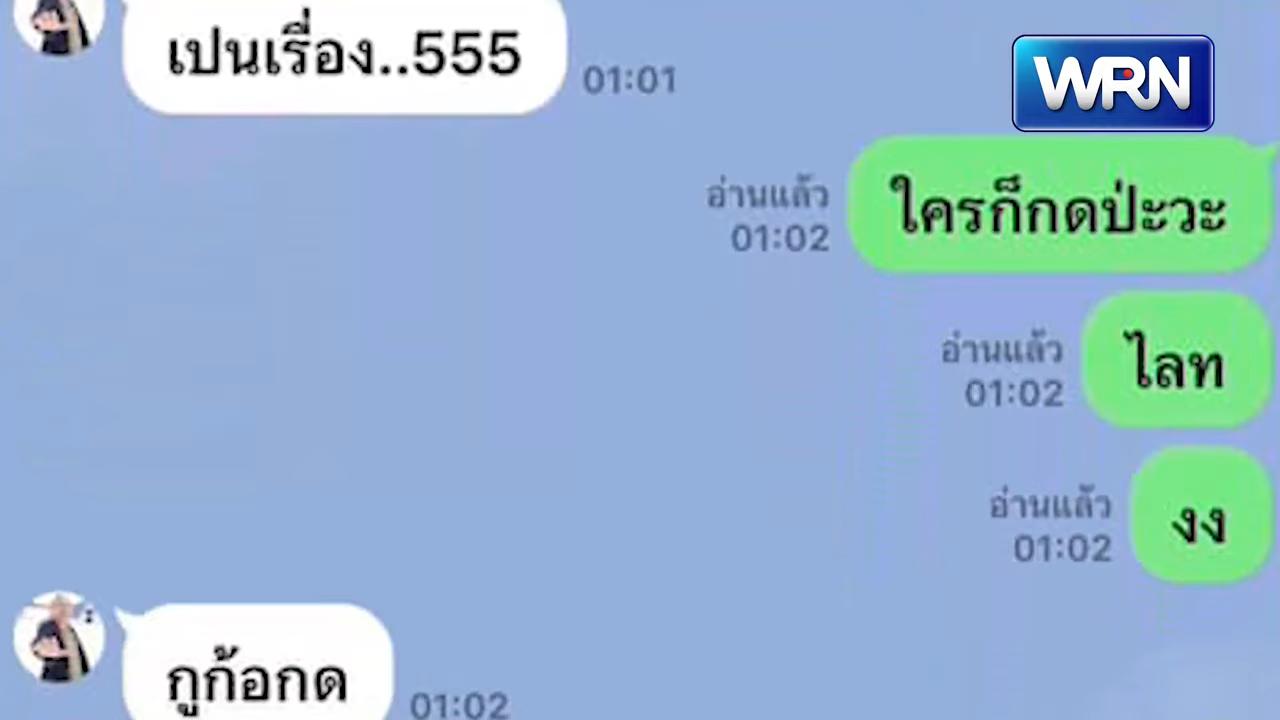 เปนเรื่อง..555
01:01
WRN
ใครก็กดป่ะวะ
อ่านแล้ว
01:02
ไลท
อ่านแล้ว
01:02
งง
อ่านแล้ว
01:02
กูก้อกด
01:02